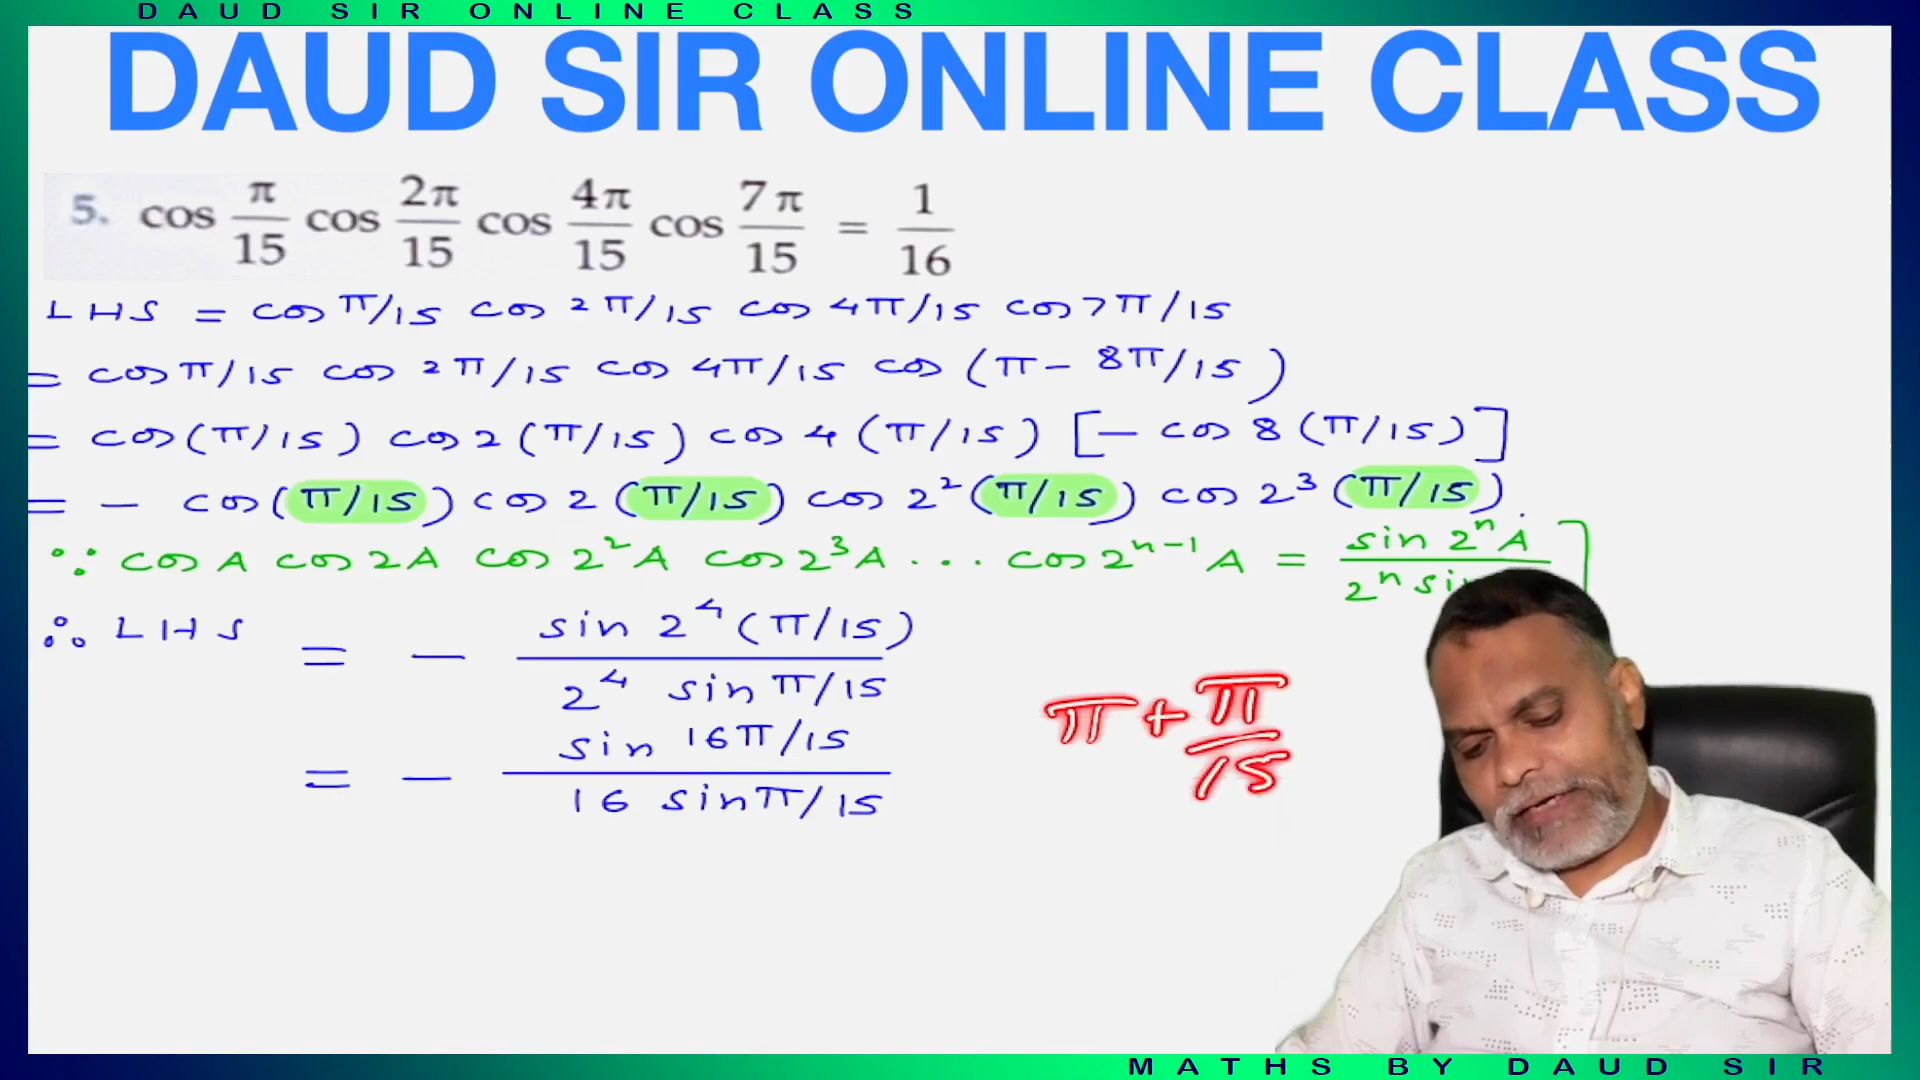 DAUD SIR ONLINE CLASS
DAUD SIR ONLINE CLASS
5. cos π/15 cos 2π/15 cos 4π/15 cos 7π/15 = 1/16
LHS = cos π/15 cos 2π/15 cos 4π/15 cos 7π/15
= cos π/15 cos 2π/15 cos 4π/15 cos (π - 8π/15)
= cos (π/15) cos 2 (π/15) cos 4 (π/15) [- cos 8 (π/15)]
= - cos (π/15) cos 2 (π/15) cos 2² (π/15) cos 2³ (π/15).
∵ cos A cos 2A cos 2²A cos 2³A ... cos 2ⁿ⁻¹ A = sin 2ⁿA / 2ⁿ si ]
∴ LHS = - sin 2⁴ (π/15) / 2⁴ sin π/15
= - sin 16π/15 / 16 sin π/15
π + π/15
MATHS BY DAUD SIR